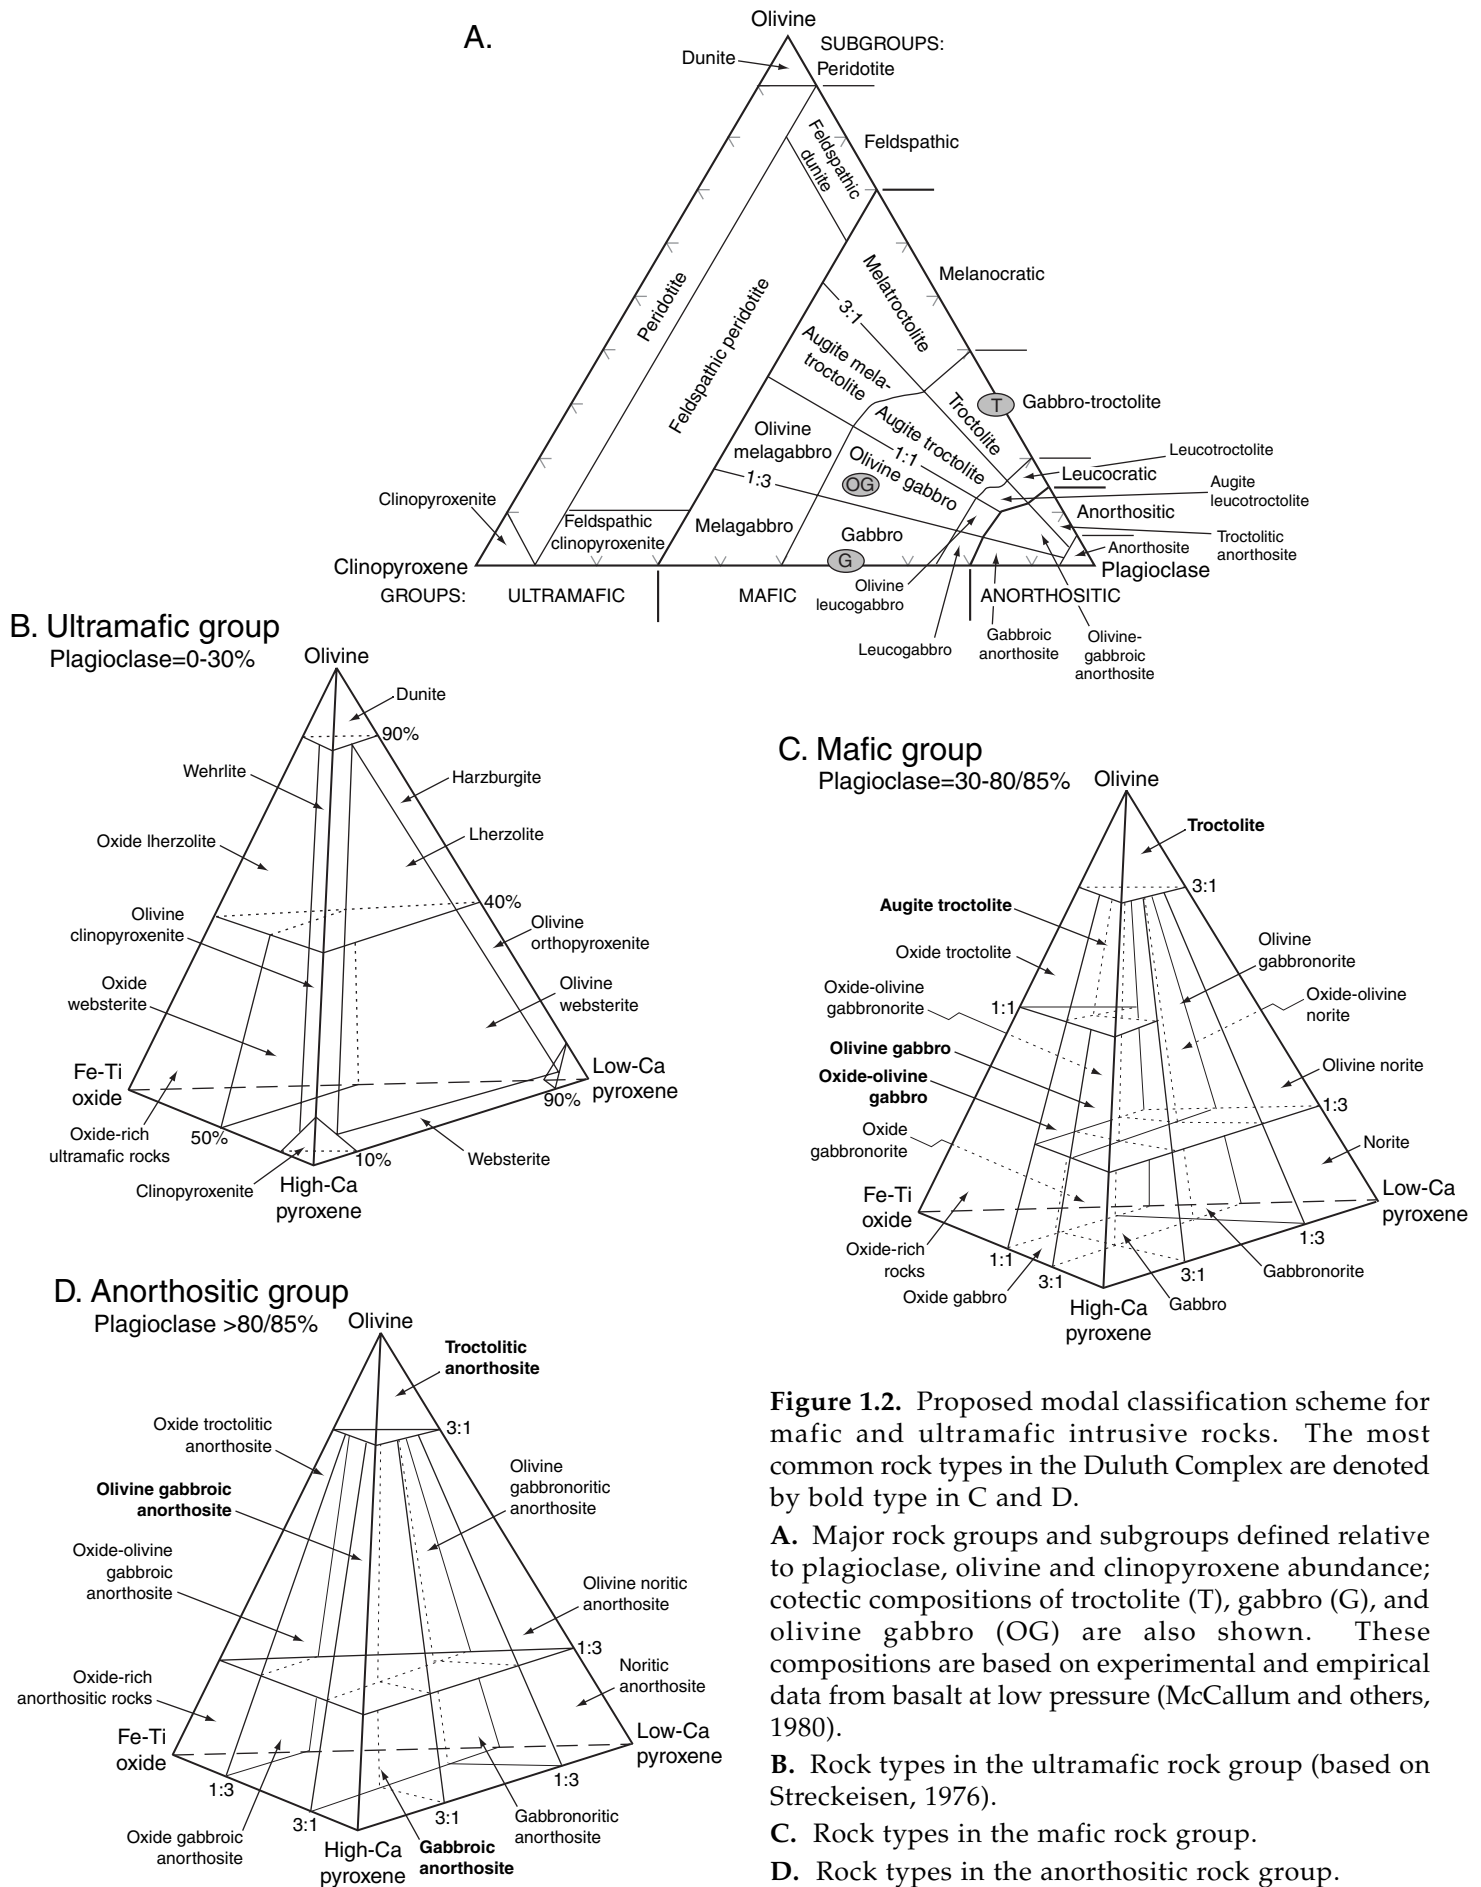 A.
Olivine
SUBGROUPS:
Dunite
Peridotite
Feldspathic
dunite
Feldspathic
Melanocratic
Peridotite
Feldspathic peridotite
Melatroctolite
3:1
Augite mela-
troctolite
Troctolite
T
Gabbro-troctolite
Olivine
melagabbro
Augite troctolite
1:1
Olivine gabbro
OG
1:3
Leucotroctolite
Leucocratic
Augite
leucotroctolite
Clinopyroxenite
Feldspathic
clinopyroxenite
Melagabbro
Gabbro
G
Anorthositic
Troctolitic
anorthosite
Anorthosite
Clinopyroxene
Plagioclase
GROUPS:
ULTRAMAFIC
MAFIC
ANORTHOSITIC
Olivine
leucogabbro
Leucogabbro
Gabbroic
anorthosite
Olivine-
gabbroic
anorthosite
B. Ultramafic group
Plagioclase=0-30%
Olivine
Dunite
90%
Wehrlite
Harzburgite
Lherzolite
Oxide lherzolite
40%
Olivine
clinopyroxenite
Olivine
orthopyroxenite
Oxide
websterite
Olivine
websterite
Fe-Ti
oxide
Low-Ca
pyroxene
90%
Oxide-rich
ultramafic rocks
50%
10%
Websterite
Clinopyroxenite
High-Ca
pyroxene
C. Mafic group
Plagioclase=30-80/85%
Olivine
Troctolite
3:1
Augite troctolite
Oxide troctolite
Olivine
gabbronorite
Oxide-olivine
gabbronorite
Oxide-olivine
norite
1:1
Olivine gabbro
Olivine norite
Oxide-olivine
gabbro
1:3
Oxide
gabbronorite
Norite
Fe-Ti
oxide
Low-Ca
pyroxene
Oxide-rich
rocks
1:1
3:1
3:1
1:3
Oxide gabbro
Gabbronorite
High-Ca
pyroxene
Gabbro
D. Anorthositic group
Plagioclase >80/85%
Olivine
Troctolitic
anorthosite
Oxide troctolitic
anorthosite
3:1
Olivine gabbroic
anorthosite
Olivine
gabbronoritic
anorthosite
Oxide-olivine
gabbroic
anorthosite
Olivine noritic
anorthosite
1:3
Oxide-rich
anorthositic rocks
Noritic
anorthosite
Fe-Ti
oxide
Low-Ca
pyroxene
1:3
3:1
3:1
1:3
Oxide gabbroic
anorthosite
High-Ca
pyroxene
Gabbroic
anorthosite
Gabbronoritic
anorthosite
Figure 1.2. Proposed modal classification scheme for
mafic and ultramafic intrusive rocks. The most
common rock types in the Duluth Complex are denoted
by bold type in C and D.
A. Major rock groups and subgroups defined relative
to plagioclase, olivine and clinopyroxene abundance;
cotectic compositions of troctolite (T), gabbro (G), and
olivine gabbro (OG) are also shown. These
compositions are based on experimental and empirical
data from basalt at low pressure (McCallum and others,
1980).
B. Rock types in the ultramafic rock group (based on
Streckeisen, 1976).
C. Rock types in the mafic rock group.
D. Rock types in the anorthositic rock group.